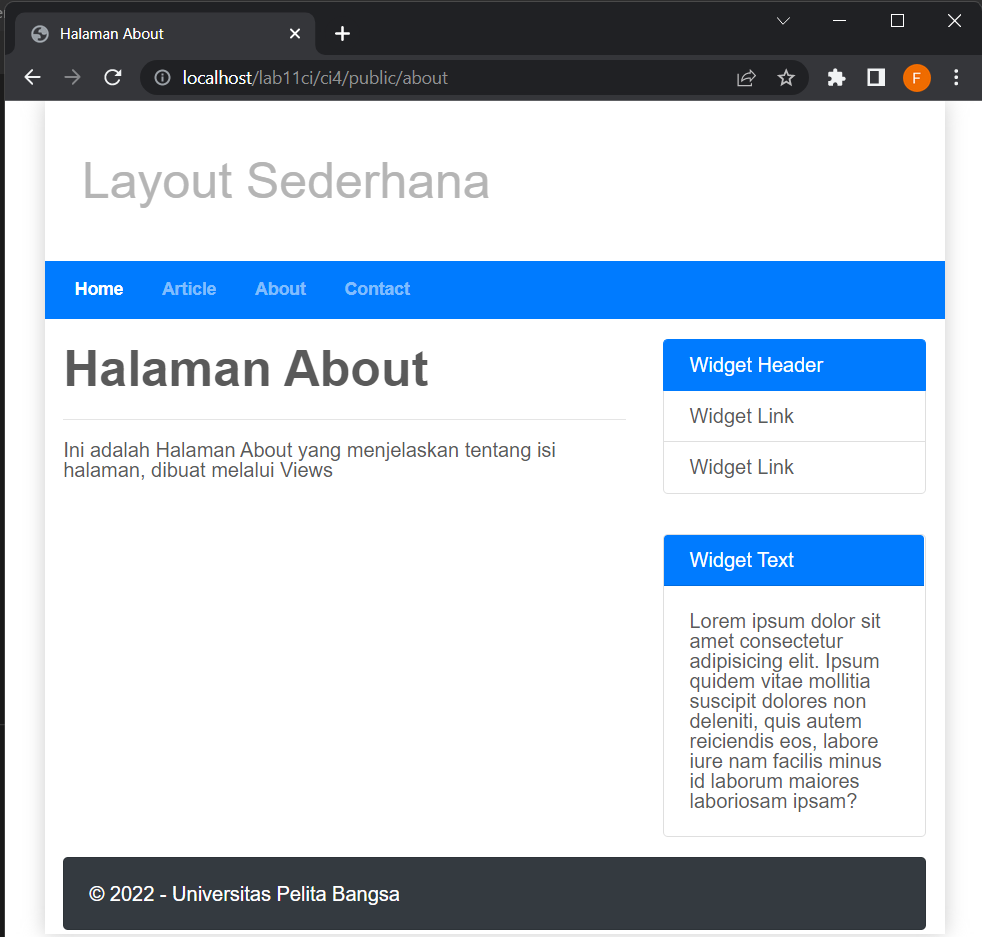 Halaman About
localhost/lab11ci/ci4/public/about
F
Layout Sederhana
Home Article About Contact
Halaman About
Ini adalah Halaman About yang menjelaskan tentang isi
halaman, dibuat melalui Views
Widget Header
Widget Link
Widget Link
Widget Text
Lorem ipsum dolor sit
amet consectetur
adipisicing elit. Ipsum
quidem vitae mollitia
suscipit dolores non
deleniti, quis autem
reiciendis eos, labore
iure nam facilis minus
id laborum maiores
laboriosam ipsam?
© 2022 - Universitas Pelita Bangsa